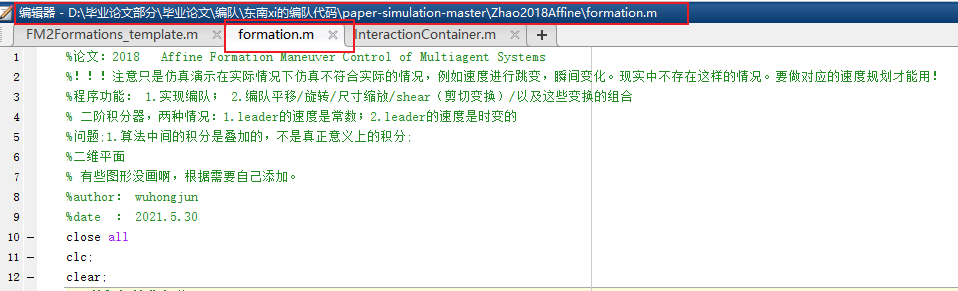 编辑器 - D:\毕业论文部分\毕业论文\编队\东南xi的编队代码\paper-simulation-master\Zhao2018Affine\formation.m
FM2Formations_template.m × formation.m × InteractionContainer.m × +
1 %论文：2018 Affine Formation Maneuver Control of Multiagent Systems
2 %！！！注意只是仿真演示在实际情况下仿真不符合实际的情况，例如速度进行跳变，瞬间变化。现实中不存在这样的情况。要做对应的速度规划才能用！
3 %程序功能： 1.实现编队； 2.编队平移/旋转/尺寸缩放/shear（剪切变换）/以及这些变换的组合
4 % 二阶积分器，两种情况：1.leader的速度是常数；2.leader的速度是时变的
5 %问题;1.算法中间的积分是叠加的，不是真正意义上的积分;
6 %二维平面
7 % 有些图形没画啊，根据需要自己添加。
8 %author： wuhongjun
9 %date ：2021.5.30
10 — close all
11 — clc;
12 — clear;